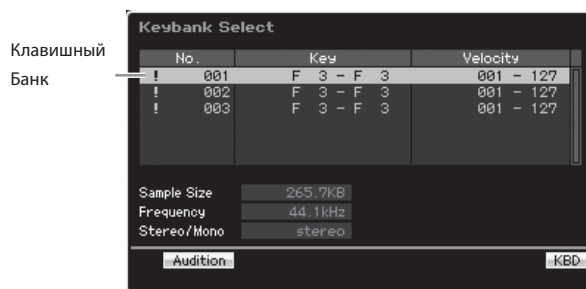 Keybank Select
Клавишный
Банк
No. Key Velocity
! 001 F 3 – F 3 001 – 127
! 002 F 3 – F 3 001 – 127
! 003 F 3 – F 3 001 – 127
Sample Size 265.7KB
Frequency 44.1kHz
Stereo/Mono stereo
Audition KBD